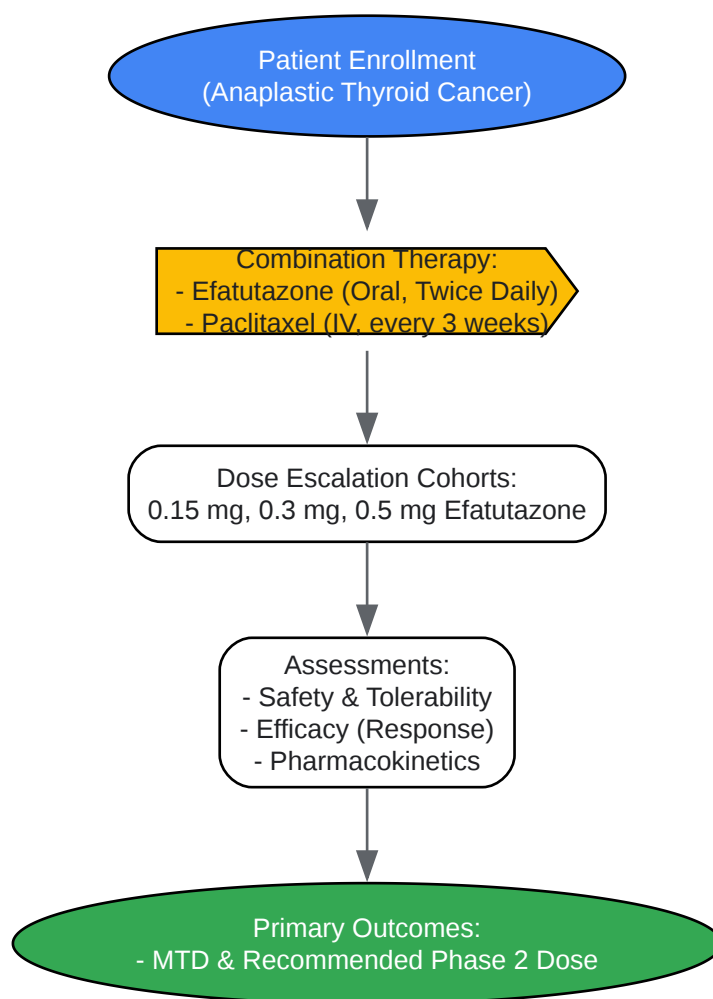 Patient Enrollment
(Anaplastic Thyroid Cancer)
Combination Therapy:
- Efatutazone (Oral, Twice Daily)
- Paclitaxel (IV, every 3 weeks)
Dose Escalation Cohorts:
0.15 mg, 0.3 mg, 0.5 mg Efatutazone
Assessments:
- Safety & Tolerability
- Efficacy (Response)
- Pharmacokinetics
Primary Outcomes:
- MTD & Recommended Phase 2 Dose